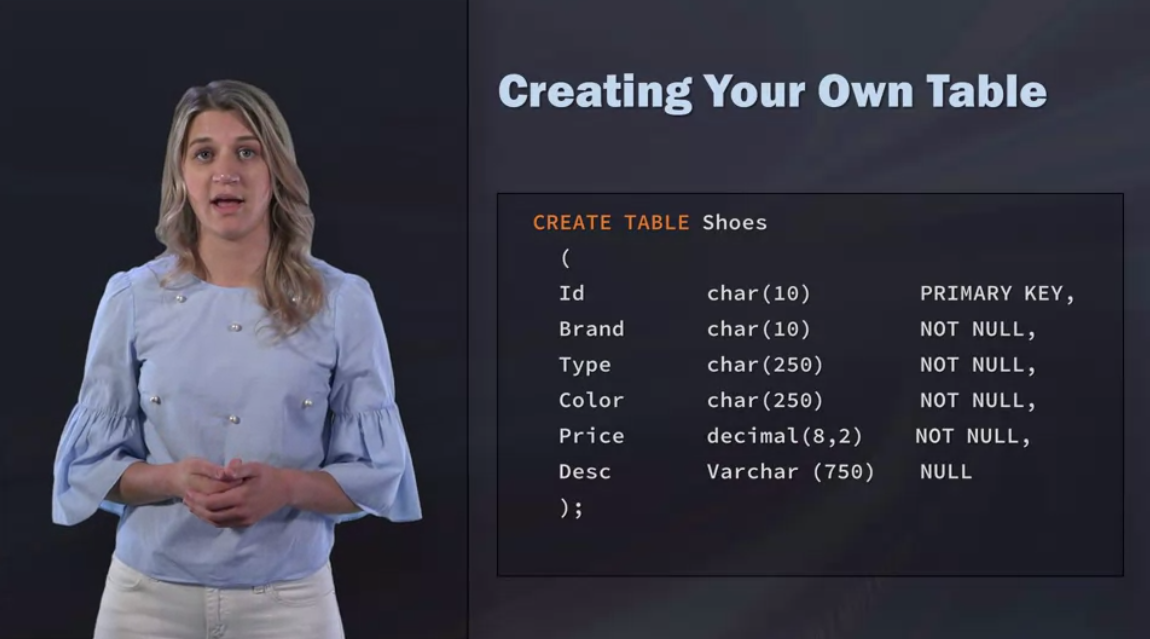 Creating Your Own Table
CREATE TABLE Shoes
(
Id char(10) PRIMARY KEY,
Brand char(10) NOT NULL,
Type char(250) NOT NULL,
Color char(250) NOT NULL,
Price decimal(8,2) NOT NULL,
Desc Varchar (750) NULL
);